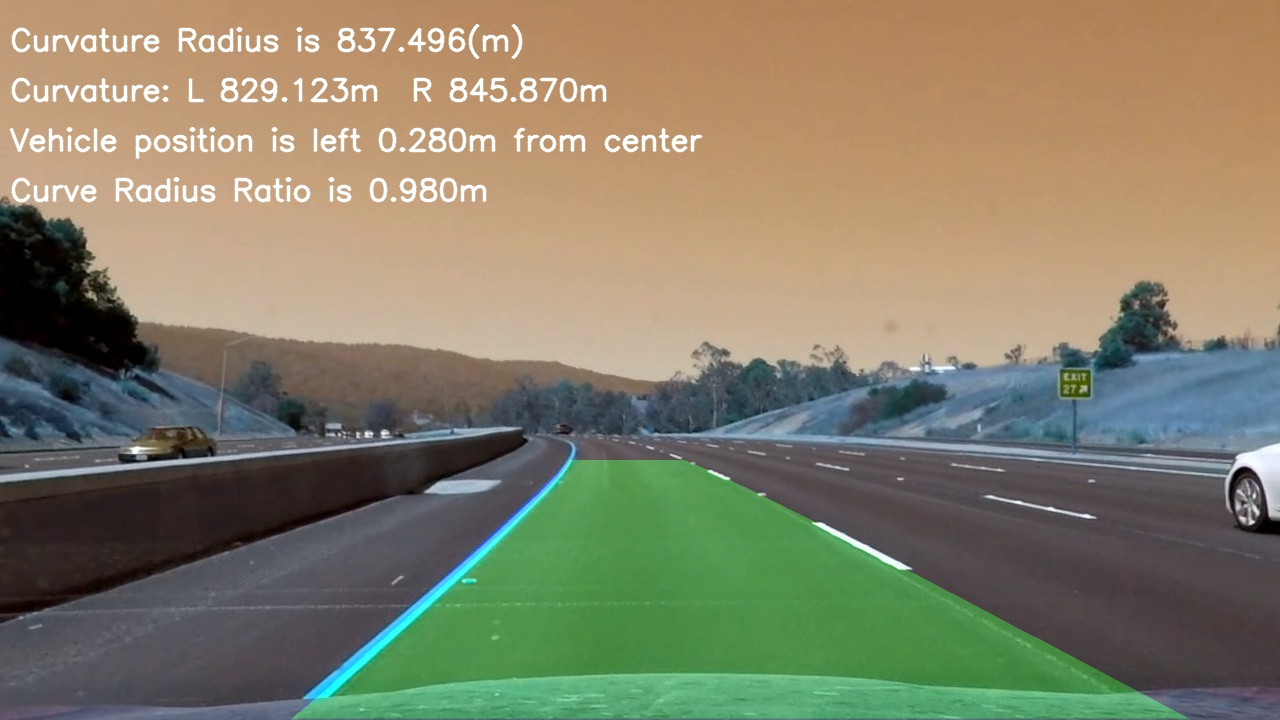 Curvature Radius is 837.496(m)
Curvature: L 829.123m R 845.870m
Vehicle position is left 0.280m from center
Curve Radius Ratio is 0.980m
EXIT
27